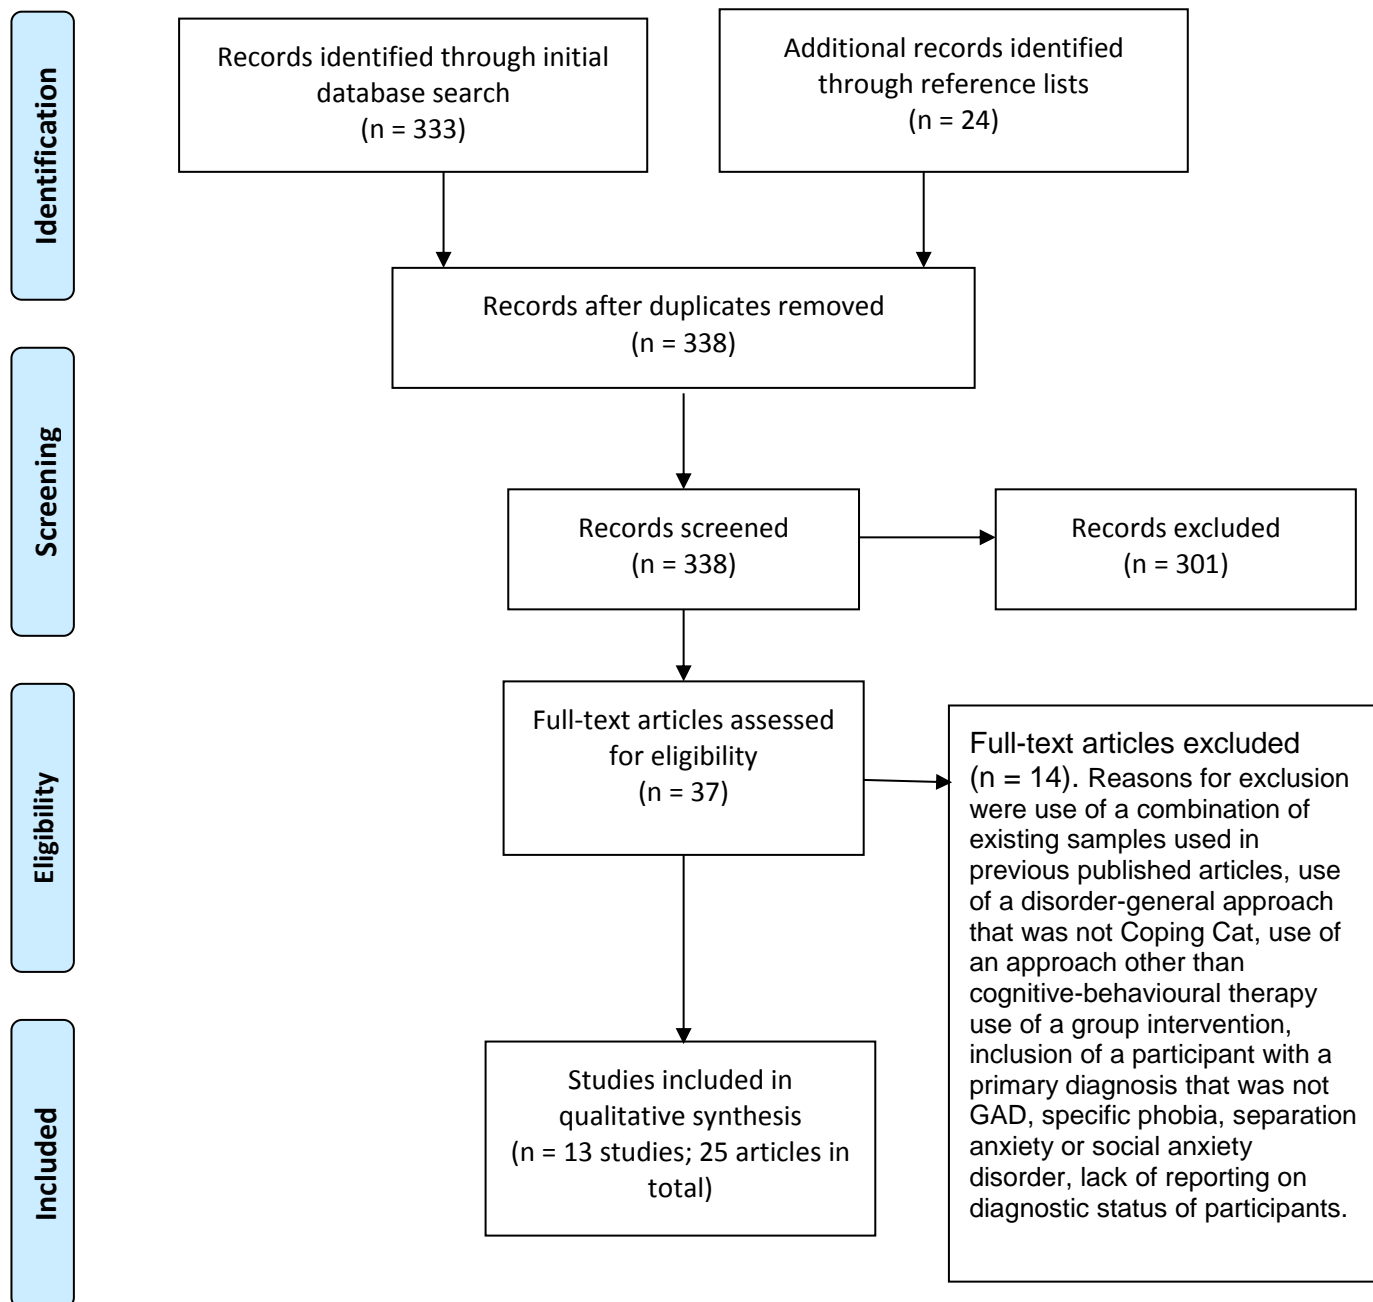 Identification
Records identified through initial
database search
(n = 333)
Additional records identified
through reference lists
(n = 24)
Records after duplicates removed
(n = 338)
Screening
Records screened
(n = 338)
Records excluded
(n = 301)
Eligibility
Full-text articles assessed
for eligibility
(n = 37)
Full-text articles excluded
(n = 14). Reasons for exclusion
were use of a combination of
existing samples used in
previous published articles, use
of a disorder-general approach
that was not Coping Cat, use of
an approach other than
cognitive-behavioural therapy
use of a group intervention,
inclusion of a participant with a
primary diagnosis that was not
GAD, specific phobia, separation
anxiety or social anxiety
disorder, lack of reporting on
diagnostic status of participants.
Included
Studies included in
qualitative synthesis
(n = 13 studies; 25 articles in
total)